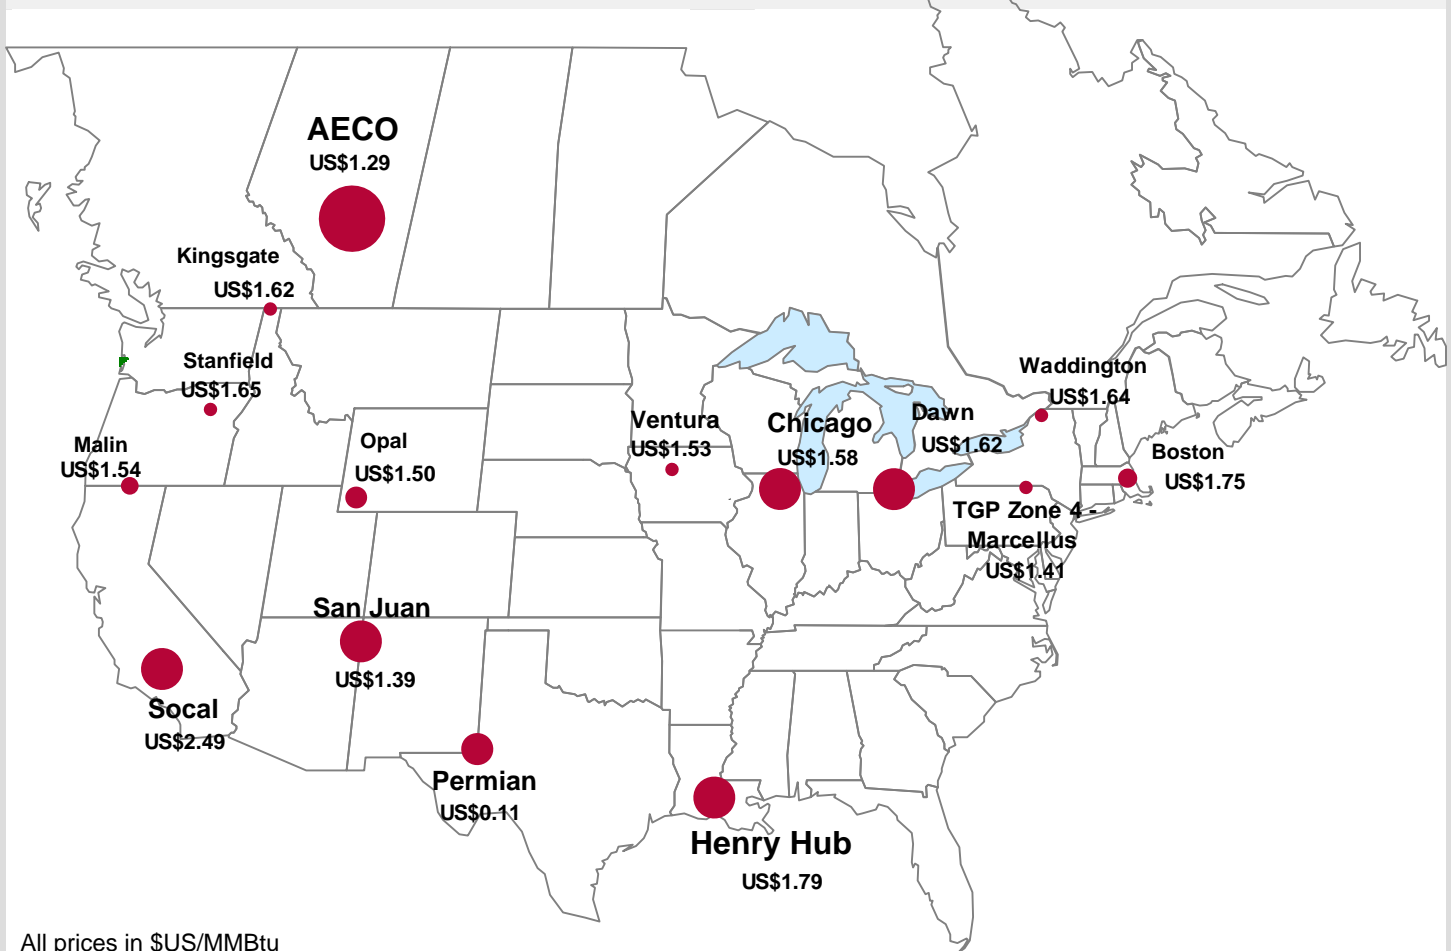 AECO
US$1.29
Kingsgate
US$1.62
Stanfield
US$1.65
Malin
US$1.54
Opal
US$1.50
Ventura
US$1.53
Chicago
US$1.58
Dawn
US$1.62
Waddington
US$1.64
Boston
US$1.75
TGP Zone 4 -
Marcellus
US$1.41
San Juan
US$1.39
Socal
US$2.49
Permian
US$0.11
Henry Hub
US$1.79
All prices in $US/MMBtu